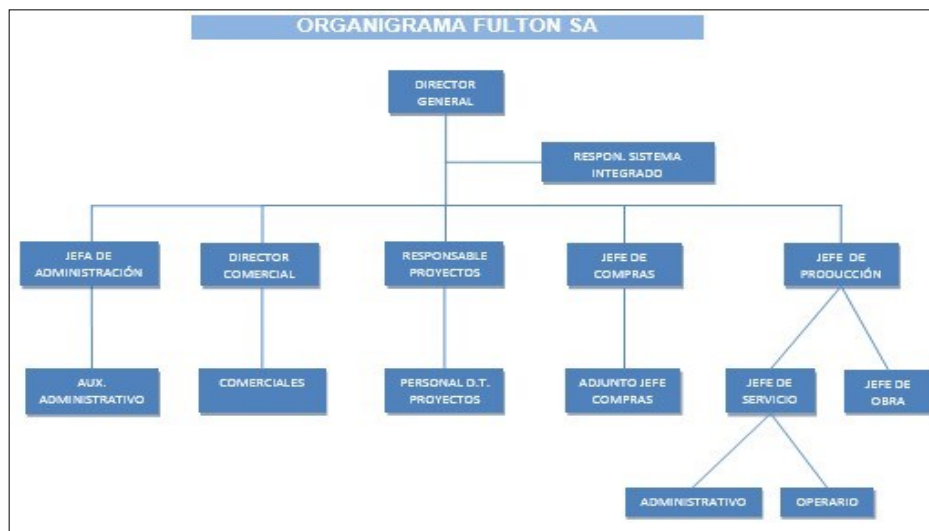 ORGANIGRAMA FULTON SA
DIRECTOR
GENERAL
RESPON. SISTEMA
INTEGRADO
JEFA DE
ADMINISTRACIÓN
DIRECTOR
COMERCIAL
RESPONSABLE
PROYECTOS
JEFE DE
COMPRAS
JEFE DE
PRODUCCIÓN
AUX.
ADMINISTRATIVO
COMERCIALES
PERSONAL D.T.
PROYECTOS
ADJUNTO JEFE
COMPRAS
JEFE DE
SERVICIO
JEFE DE
OBRA
ADMINISTRATIVO
OPERARIO